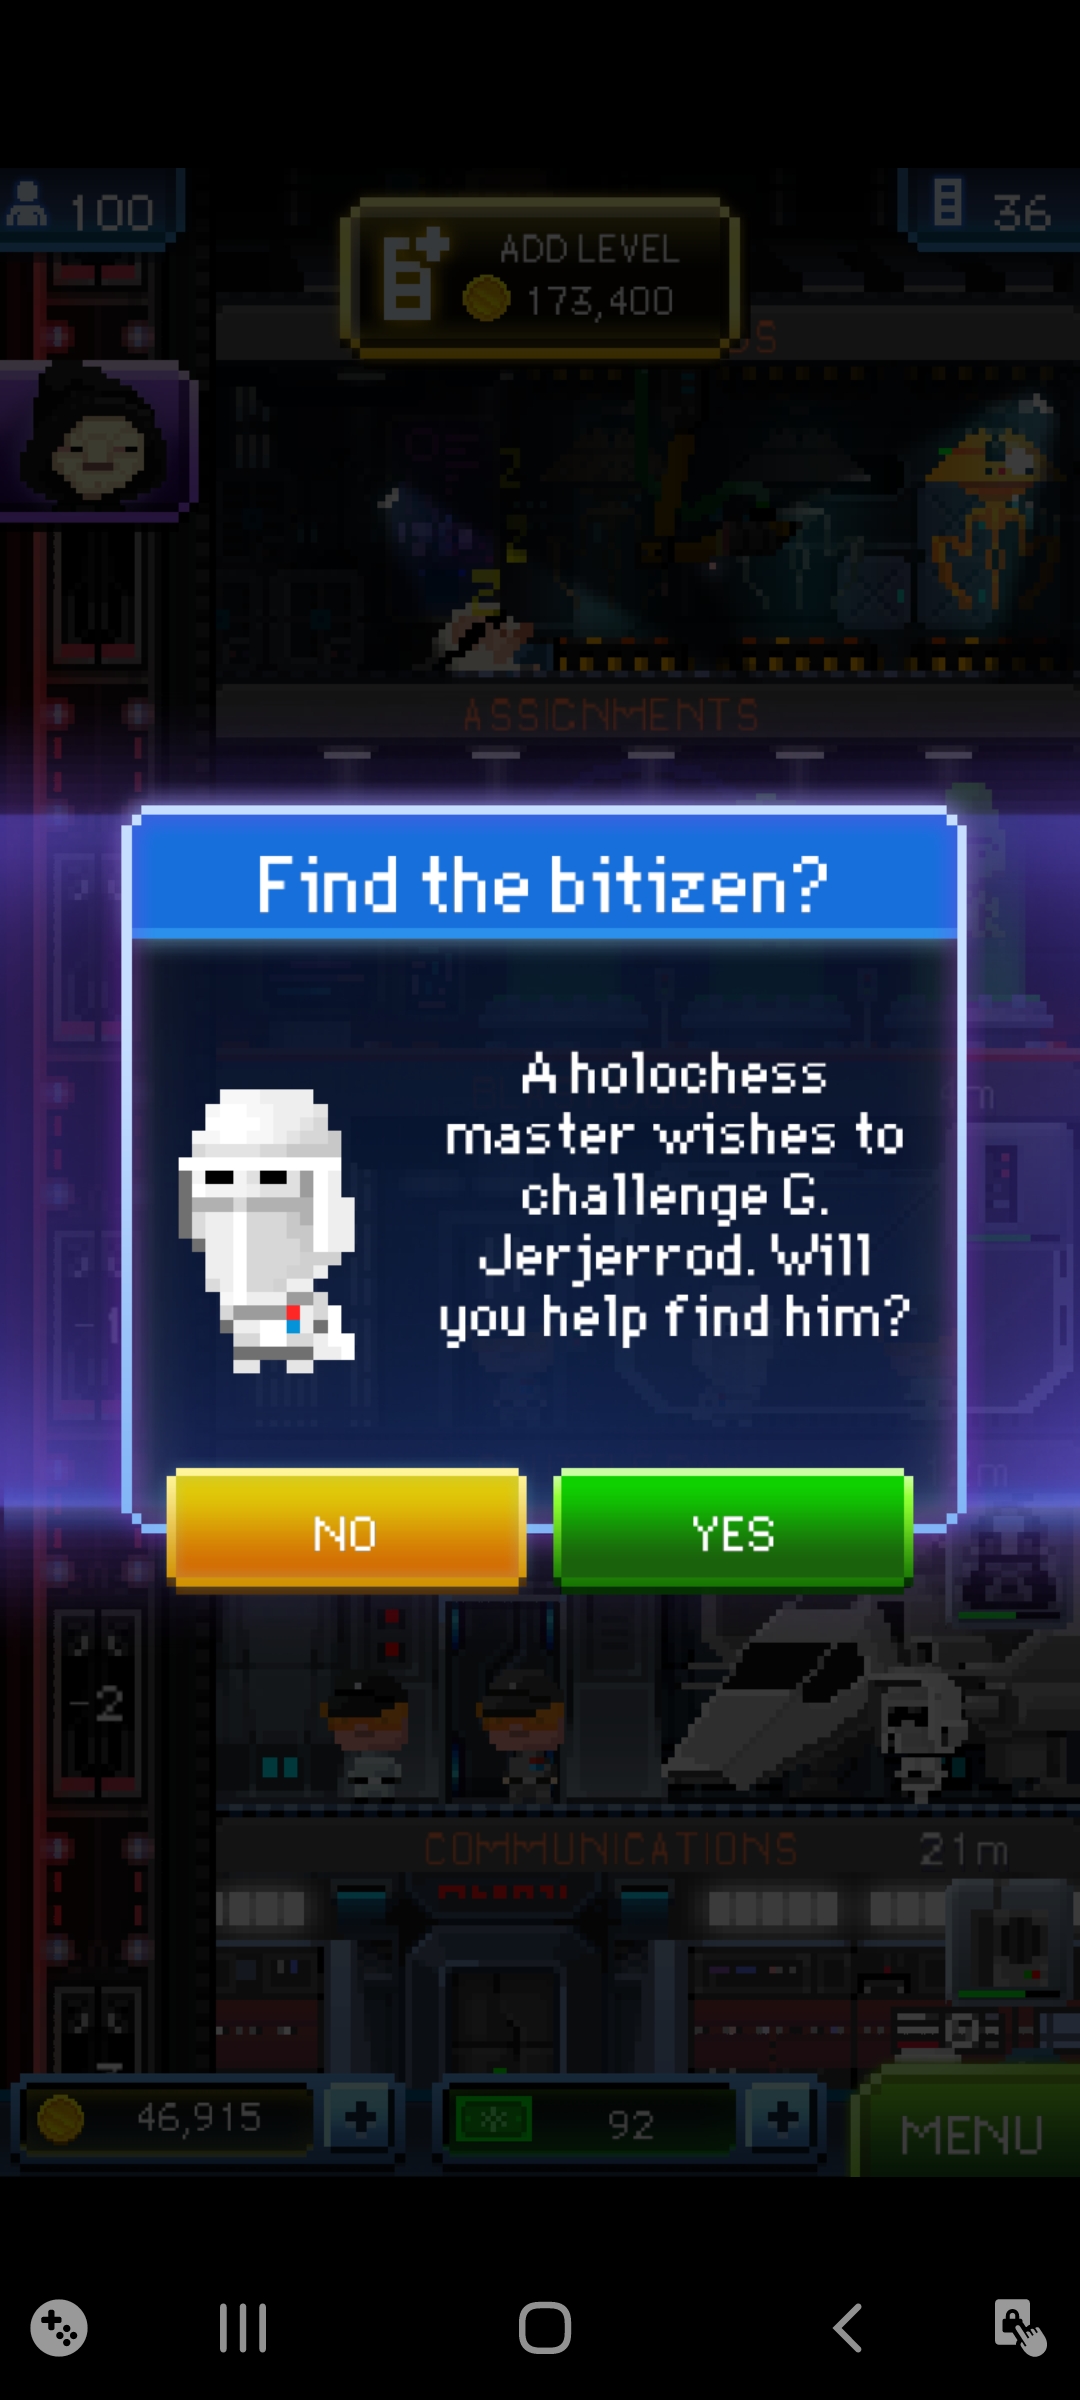 100
ADD LEVEL
173,400
36
ASSIGNMENTS
Find the bitizen?
A holochess
master wishes to
challenge G.
Jerjerrod. Will
you help find him?
NO
YES
-2
COMMUNICATIONS
21m
46,915
92
MENU